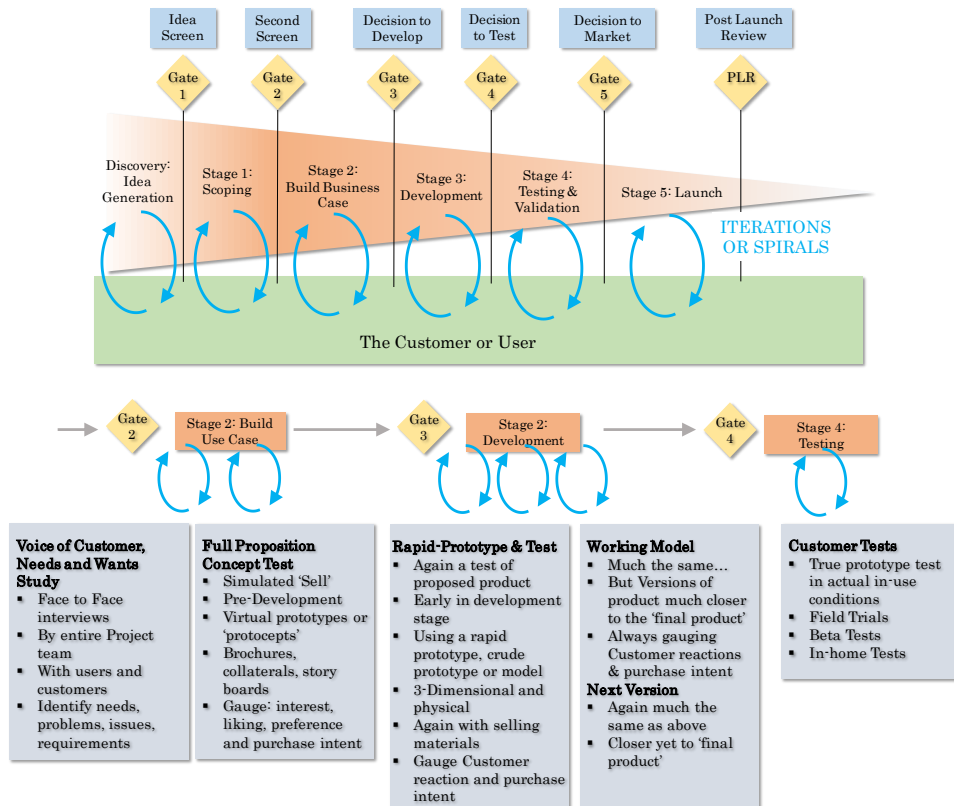 Idea
Screen
Second
Screen
Decision to
Develop
Decision
to Test
Decision to
Market
Post Launch
Review
Gate
1
Gate
2
Gate
3
Gate
4
Gate
5
PLR
Discovery:
Idea
Generation
Stage 1:
Scoping
Stage 2:
Build Business
Case
Stage 3:
Development
Stage 4:
Testing &
Validation
Stage 5: Launch
ITERATIONS
OR SPIRALS
The Customer or User
Gate
2
Stage 2: Build
Use Case
Gate
3
Stage 2:
Development
Gate
4
Stage 4:
Testing
Voice of Customer,
Needs and Wants
Study
▪ Face to Face
interviews
▪ By entire Project
team
▪ With users and
customers
▪ Identify needs,
problems, issues,
requirements
Full Proposition
Concept Test
▪ Simulated ‘Sell’
▪ Pre-Development
▪ Virtual prototypes or
‘protocepts’
▪ Brochures,
collaterals, story
boards
▪ Gauge: interest,
liking, preference
and purchase intent
Rapid-Prototype & Test
▪ Again a test of
proposed product
▪ Early in development
stage
▪ Using a rapid
prototype, crude
prototype or model
▪ 3-Dimensional and
physical
▪ Again with selling
materials
▪ Gauge Customer
reaction and purchase
intent
Working Model
▪ Much the same…
▪ But Versions of
product much closer
to the ‘final product’
▪ Always gauging
Customer reactions
& purchase intent
Next Version
▪ Again much the
same as above
▪ Closer yet to ‘final
product’
Customer Tests
▪ True prototype test
in actual in-use
conditions
▪ Field Trials
▪ Beta Tests
▪ In-home Tests